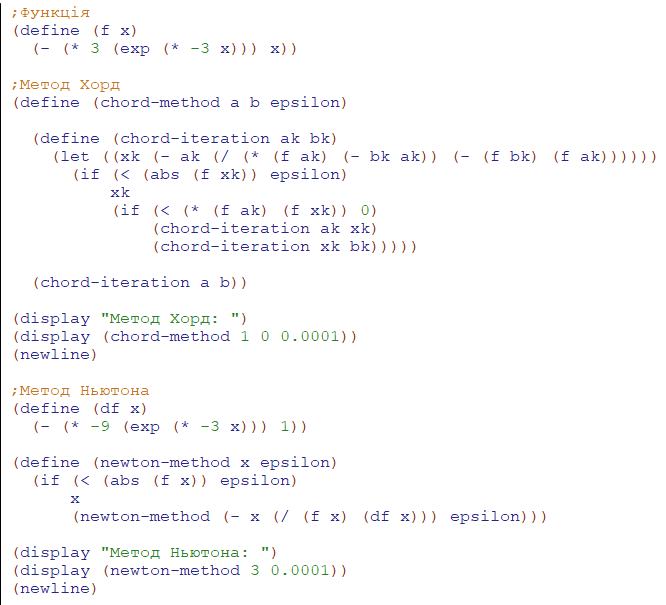 ;Функція
(define (f x)
  (- (* 3 (exp (* -3 x))) x))

;Метод Хорд
(define (chord-method a b epsilon)

  (define (chord-iteration ak bk)
    (let ((xk (- ak (/ (* (f ak) (- bk ak)) (- (f bk) (f ak))))))
      (if (< (abs (f xk)) epsilon)
          xk
          (if (< (* (f ak) (f xk)) 0)
              (chord-iteration ak xk)
              (chord-iteration xk bk)))))

  (chord-iteration a b))

(display "Метод Хорд: ")
(display (chord-method 1 0 0.0001))
(newline)

;Метод Ньютона
(define (df x)
  (- (* -9 (exp (* -3 x))) 1))

(define (newton-method x epsilon)
  (if (< (abs (f x)) epsilon)
      x
      (newton-method (- x (/ (f x) (df x))) epsilon)))

(display "Метод Ньютона: ")
(display (newton-method 3 0.0001))
(newline)